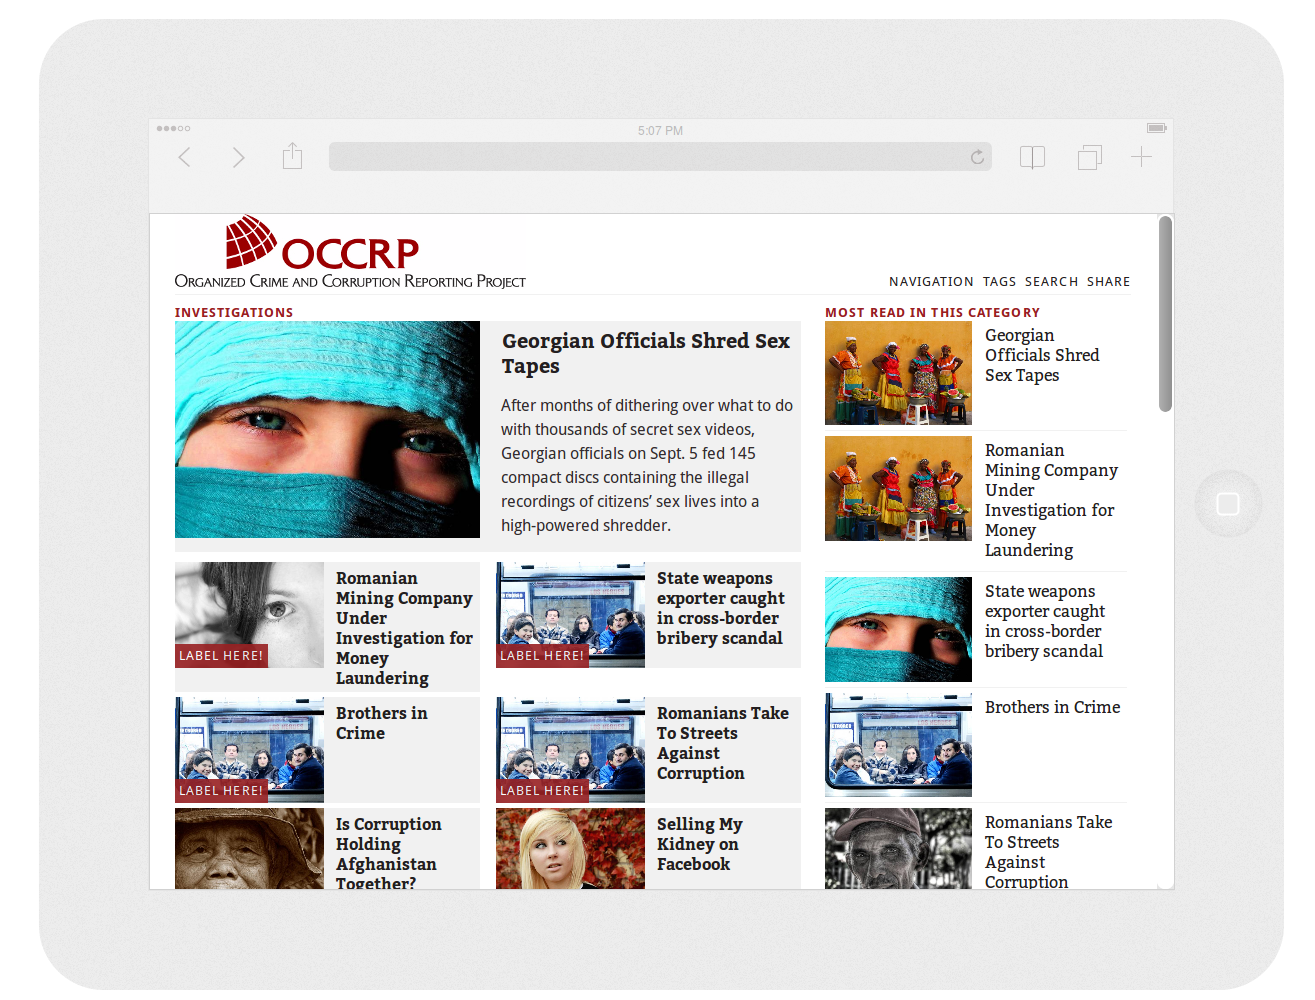 5:07 PM
OCCRP
ORGANIZED CRIME AND CORRUPTION REPORTING PROJECT
NAVIGATION TAGS SEARCH SHARE
INVESTIGATIONS
Georgian Officials Shred Sex
Tapes
After months of dithering over what to do
with thousands of secret sex videos,
Georgian officials on Sept. 5 fed 145
compact discs containing the illegal
recordings of citizens’ sex lives into a
high-powered shredder.
Romanian
Mining Company
Under
Investigation for
Money
Laundering
LABEL HERE!
State weapons
exporter caught
in cross-border
bribery scandal
LABEL HERE!
Brothers in
Crime
LABEL HERE!
Romanians Take
To Streets
Against
Corruption
LABEL HERE!
Is Corruption
Holding
Afghanistan
Together?
Selling My
Kidney on
Facebook
MOST READ IN THIS CATEGORY
Georgian
Officials Shred
Sex Tapes
Romanian
Mining Company
Under
Investigation for
Money
Laundering
State weapons
exporter caught
in cross-border
bribery scandal
Brothers in Crime
Romanians Take
To Streets
Against
Corruption